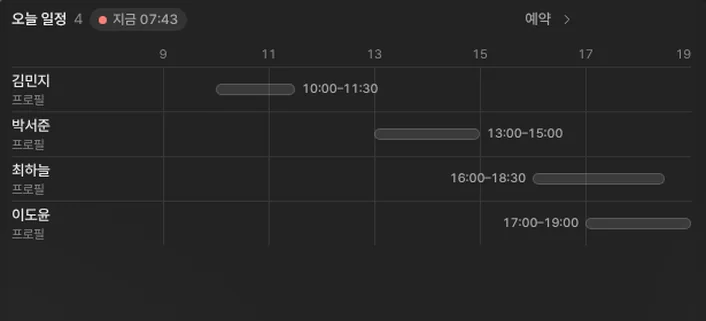 오늘 일정 4 지금 07:43 예약
9 11 13 15 17 19
김민지
프로필
10:00–11:30
박서준
프로필
13:00–15:00
최하늘
프로필
16:00–18:30
이도윤
프로필
17:00–19:00